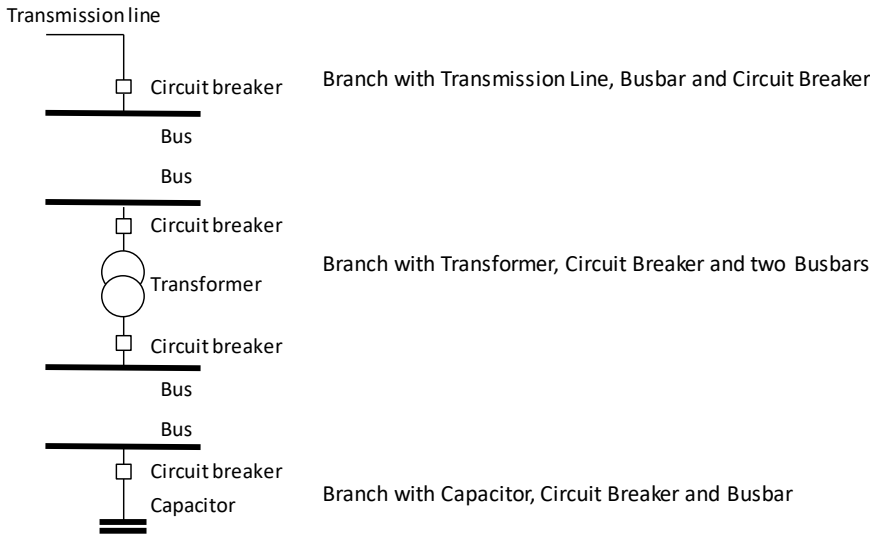 Transmission line
Circuit breaker
Branch with Transmission Line, Busbar and Circuit Breaker
Bus
Bus
Circuit breaker
Branch with Transformer, Circuit Breaker and two Busbars
Transformer
Circuit breaker
Bus
Bus
Circuit breaker
Capacitor
Branch with Capacitor, Circuit Breaker and Busbar